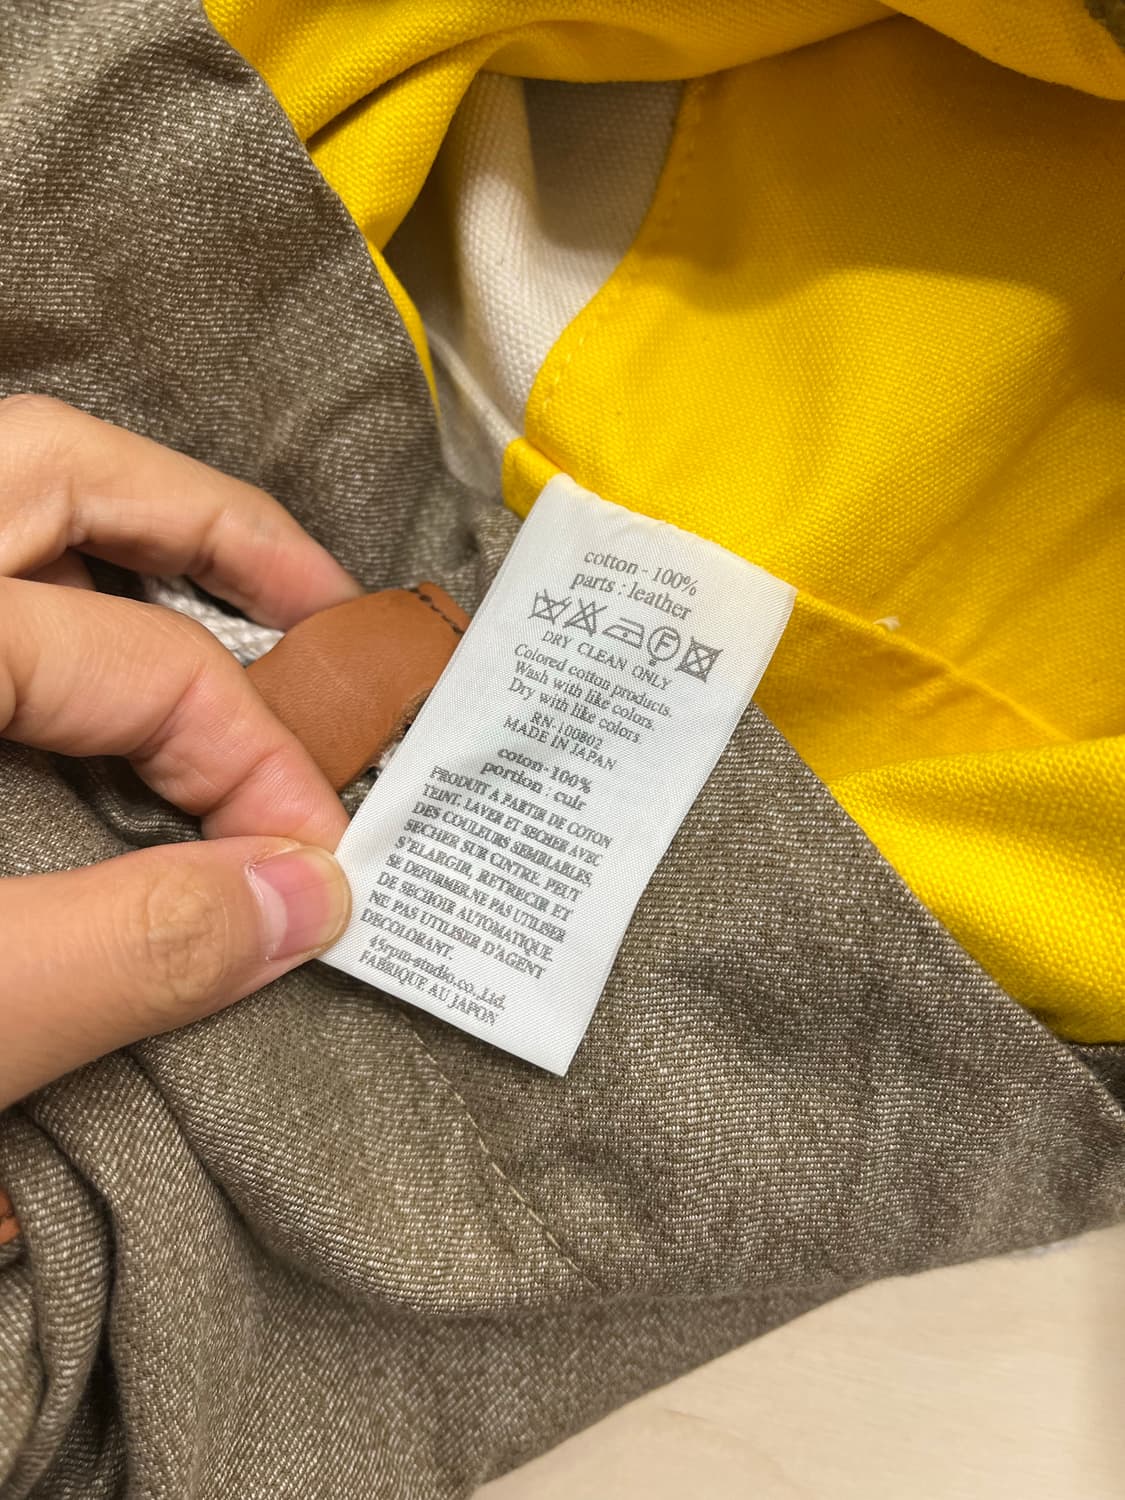 cotton - 100%
parts : leather
F
DRY CLEAN ONLY
Colored cotton products.
Wash with like colors.
Dry with like colors.
RN-100802
MADE IN JAPAN
coton- 100%
portion : cuir
PRODUIT A PARTIR DE COTON
TEINT. LAVER ET SECHER AVEC
DES COULEURS SEMBLABLES,
SECHER SUR CINTRE. PEUT
S'ELARGIR, RETRECIR ET
SE DEFORMER.NE PAS UTILISER
DE SECHOIR AUTOMATIQUE.
NE PAS UTILISER D'AGENT
DECOLORANT.
45rpm-studio.co.,Ltd.
FABRIQUE AU JAPON